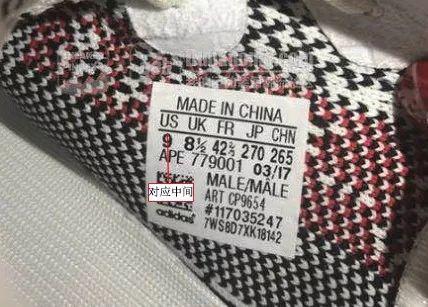 MADE IN CHINA
US UK FR JP CHN
9 8½ 42⅔ 270 265
APE 779001 03/17
MALE/MÂLE
对应中间
ART CP9654
#117035247
adidas 7WS8D7XK18142